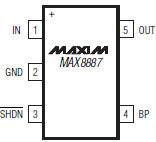 +
IN 1 5 OUT
MAXIM
MAX8887
GND 2
SHDN 3 4 BP